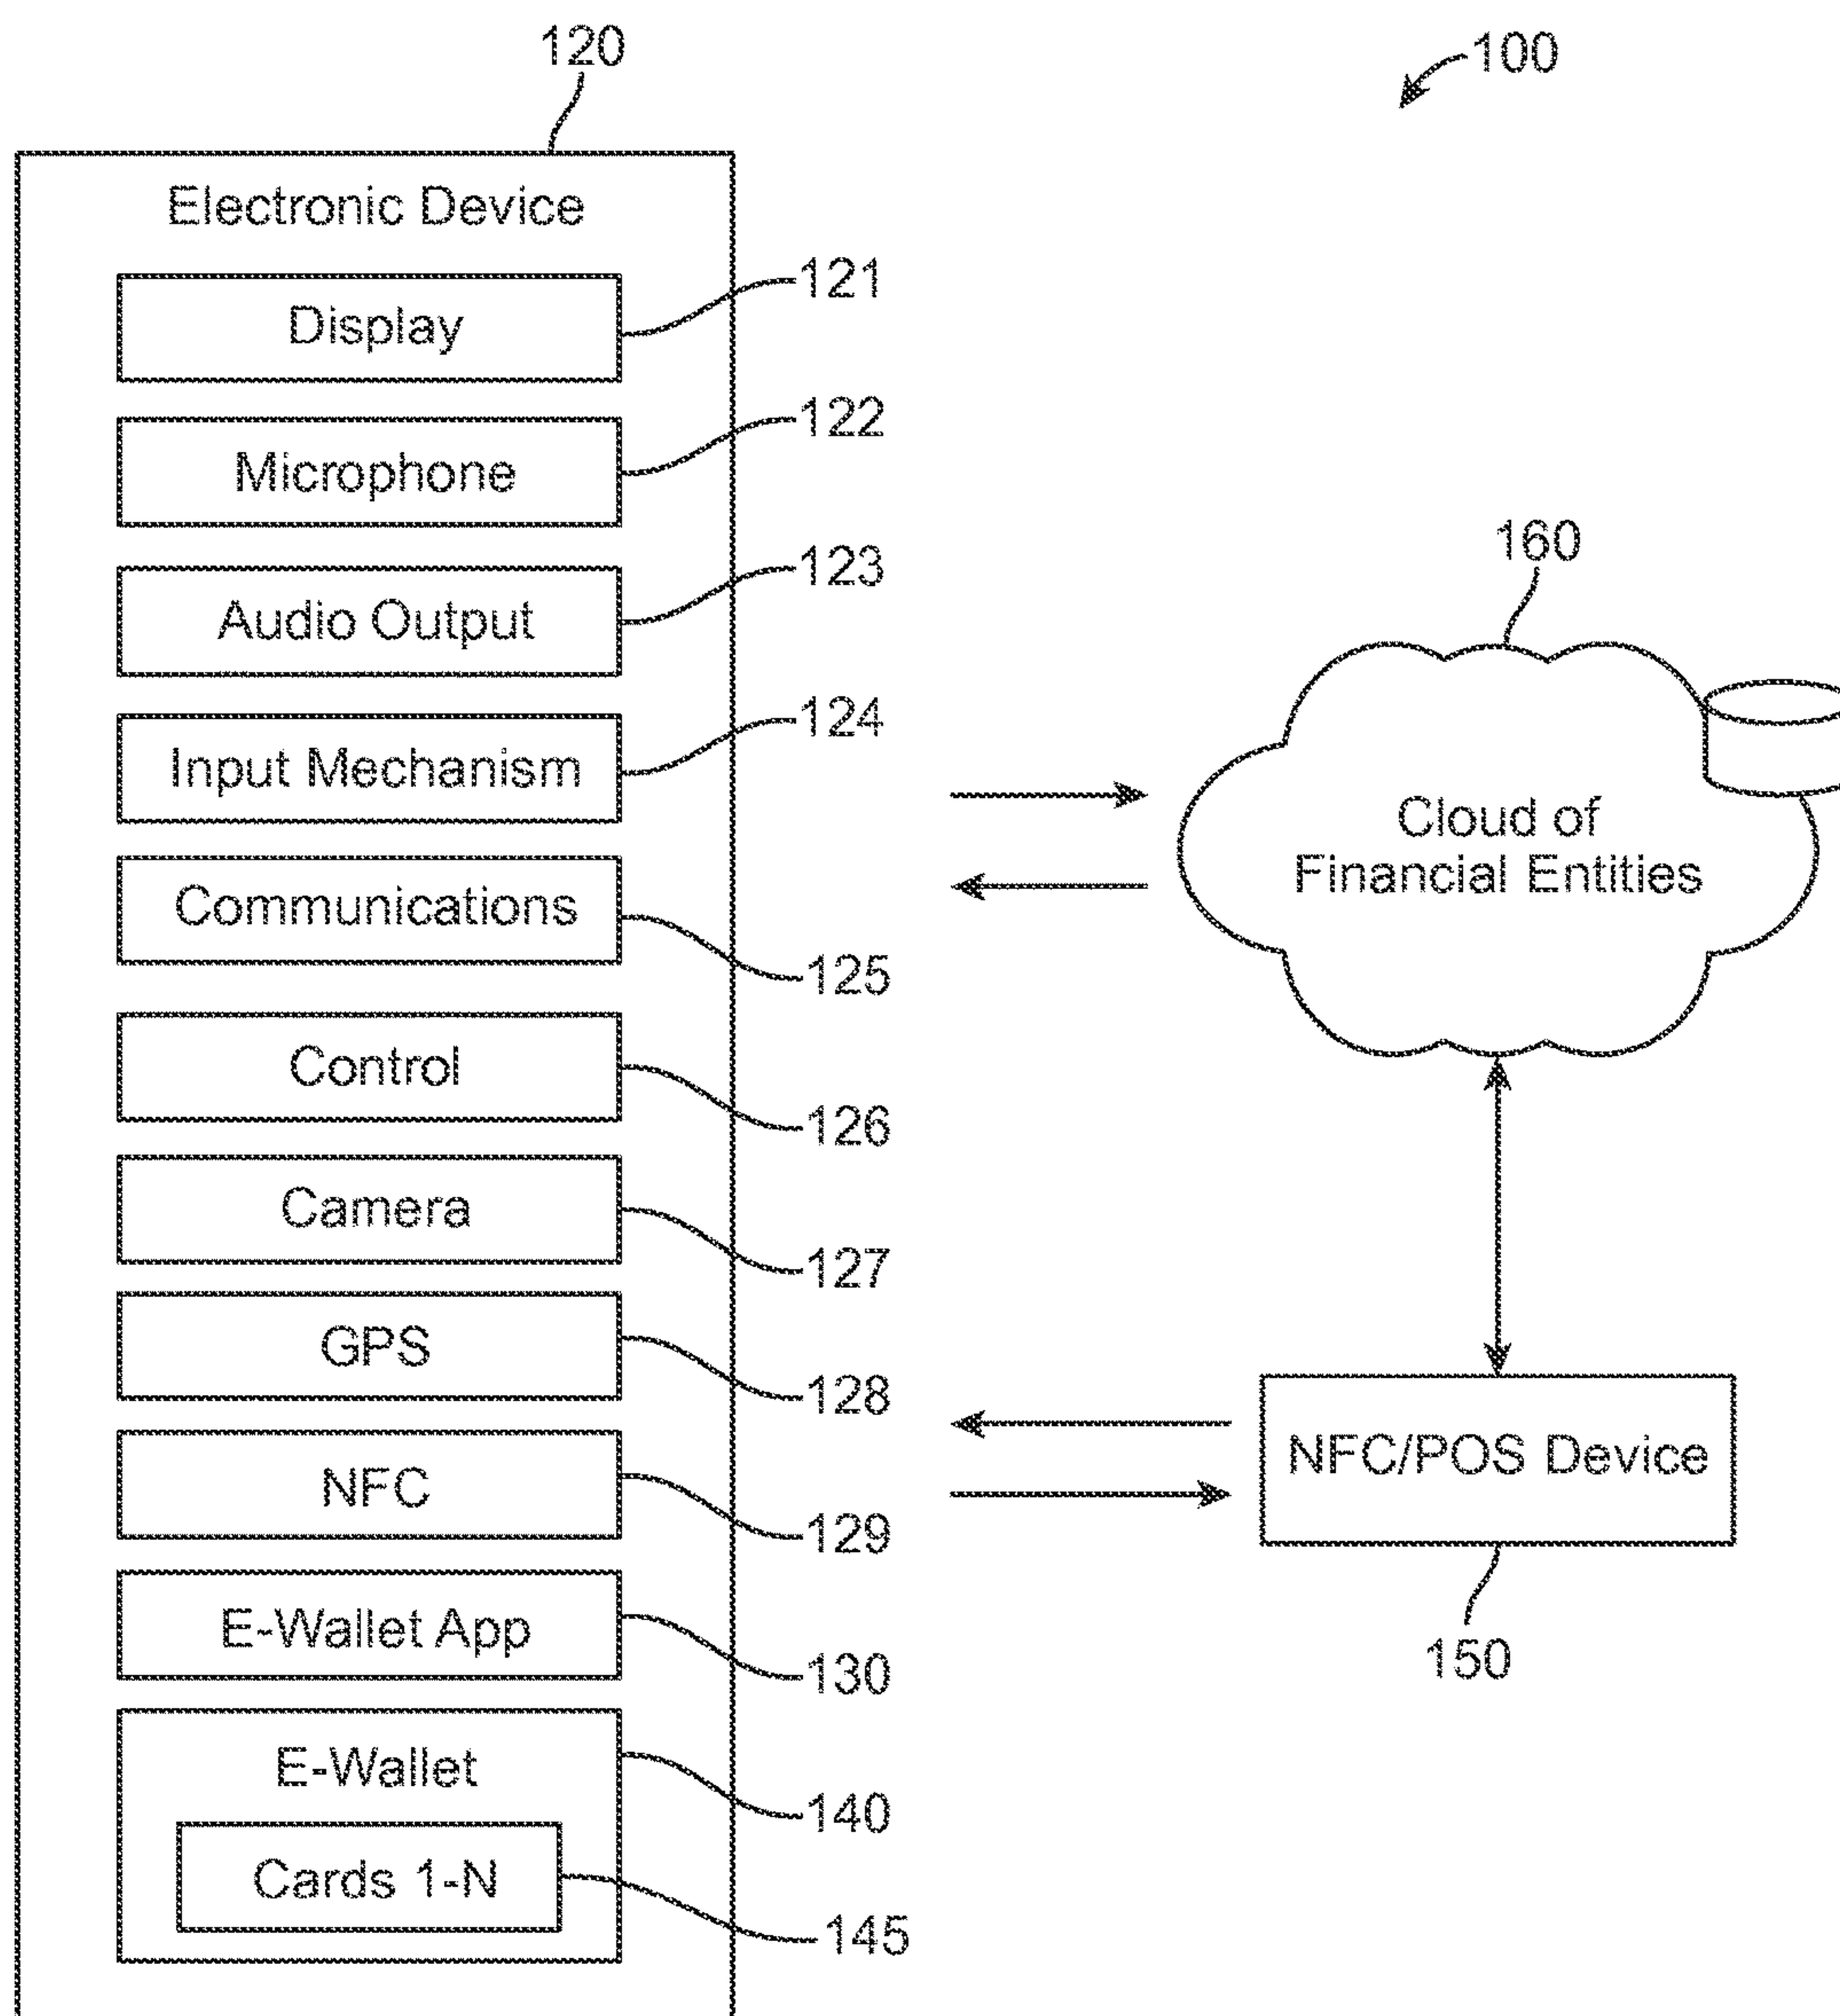 120
100
Electronic Device
Display
121
Microphone
122
Audio Output
123
Input Mechanism
124
Communications
125
Control
126
Camera
127
GPS
128
NFC
129
E-Wallet App
130
E-Wallet
140
Cards 1-N
145
160
Cloud of
Financial Entities
NFC/POS Device
150